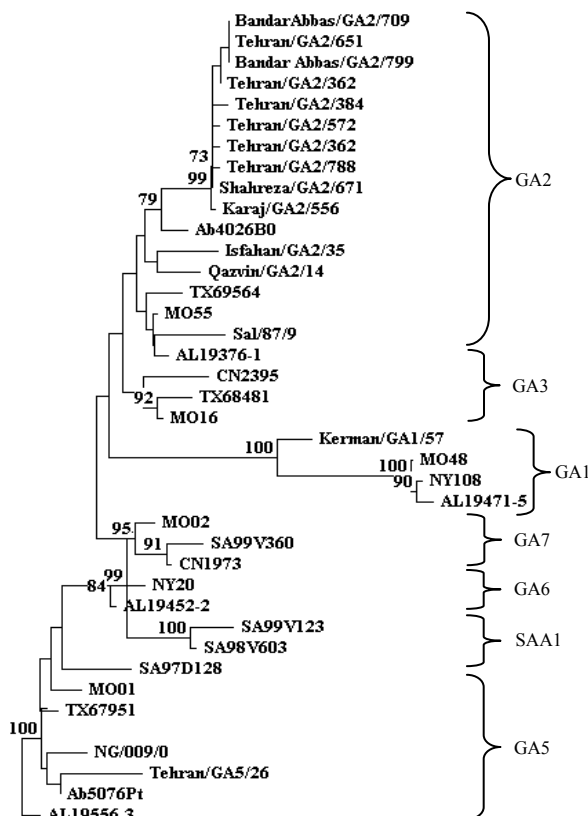 BandarAbbas/GA2/709
Tehran/GA2/651
Bandar Abbas/GA2/799
Tehran/GA2/362
Tehran/GA2/384
Tehran/GA2/572
Tehran/GA2/362
73
Tehran/GA2/788
99
Shahreza/GA2/671
GA2
79
Karaj/GA2/556
Ab4026B0
Isfahan/GA2/35
Qazvin/GA2/14
TX69564
MO55
Sal/87/9
AL19376-1
CN2395
GA3
92
TX68481
MO16
Kerman/GA1/57
100
MO48
100
GA1
NY108
90
AL19471-5
MO02
95
SA99V360
GA7
91
CN1973
99
NY20
84
GA6
AL19452-2
SA99V123
100
SAA1
SA98V603
SA97D128
MO01
TX67951
100
GA5
NG/009/0
Tehran/GA5/26
Ab5076Pt
AL19556-3